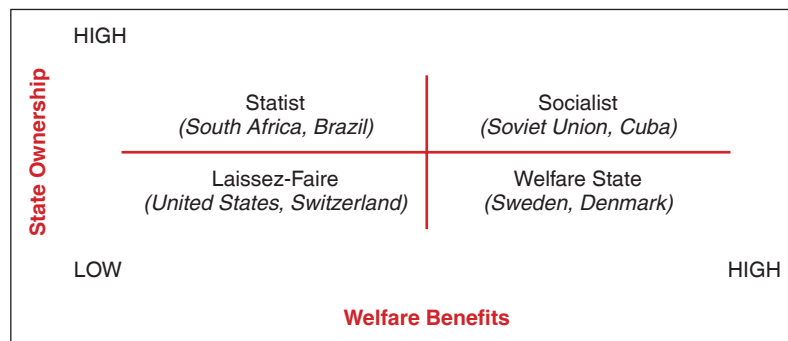 HIGH
State Ownership
Statist
(South Africa, Brazil)
Socialist
(Soviet Union, Cuba)
Laissez-Faire
(United States, Switzerland)
Welfare State
(Sweden, Denmark)
LOW
HIGH
Welfare Benefits